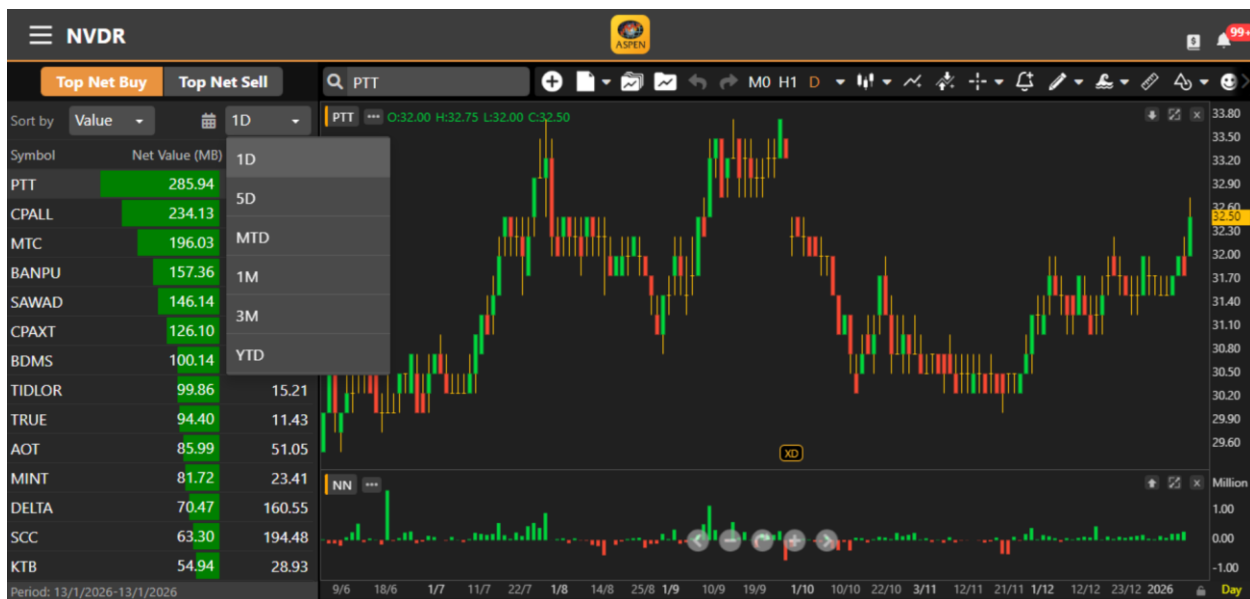 NVDR
ASPEN
99+
Top Net Buy Top Net Sell
PTT
M0 H1 D
Sort by Value 1D
PTT O:32.00 H:32.75 L:32.00 C:32.50
Symbol Net Value (MB)
1D
5D
MTD
1M
3M
YTD
PTT 285.94
CPALL 234.13
MTC 196.03
BANPU 157.36
SAWAD 146.14
CPAXT 126.10
BDMS 100.14
TIDLOR 99.86 15.21
TRUE 94.40 11.43
AOT 85.99 51.05
MINT 81.72 23.41
DELTA 70.47 160.55
SCC 63.30 194.48
KTB 54.94 28.93
Period: 13/1/2026-13/1/2026
33.80
33.50
33.20
32.90
32.60
32.50
32.30
32.00
31.70
31.40
31.10
30.80
30.50
30.20
29.90
29.60
XD
NN
Million
1.00
0.00
-1.00
9/6 18/6 1/7 11/7 22/7 1/8 14/8 25/8 1/9 10/9 19/9 1/10 10/10 22/10 3/11 12/11 21/11 1/12 12/12 23/12 2026 Day